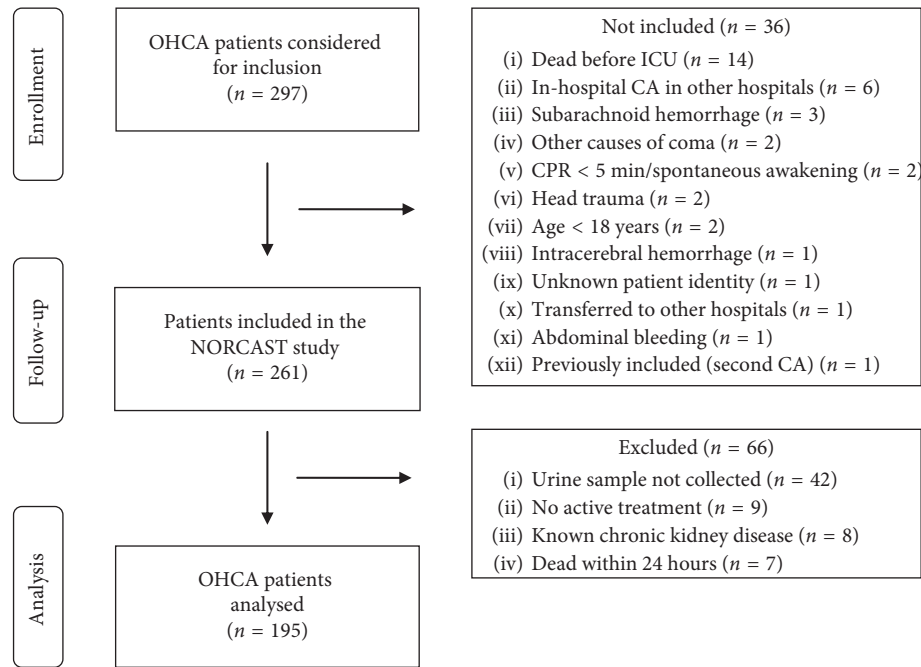 Enrollment
OHCA patients considered
for inclusion
(n = 297)
Not included (n = 36)
(i) Dead before ICU (n = 14)
(ii) In-hospital CA in other hospitals (n = 6)
(iii) Subarachnoid hemorrhage (n = 3)
(iv) Other causes of coma (n = 2)
(v) CPR < 5 min/spontaneous awakening (n = 2)
(vi) Head trauma (n = 2)
(vii) Age < 18 years (n = 2)
(viii) Intracerebral hemorrhage (n = 1)
(ix) Unknown patient identity (n = 1)
(x) Transferred to other hospitals (n = 1)
(xi) Abdominal bleeding (n = 1)
(xii) Previously included (second CA) (n = 1)
Follow-up
Patients included in the
NORCAST study
(n = 261)
Excluded (n = 66)
(i) Urine sample not collected (n = 42)
(ii) No active treatment (n = 9)
(iii) Known chronic kidney disease (n = 8)
(iv) Dead within 24 hours (n = 7)
Analysis
OHCA patients
analysed
(n = 195)